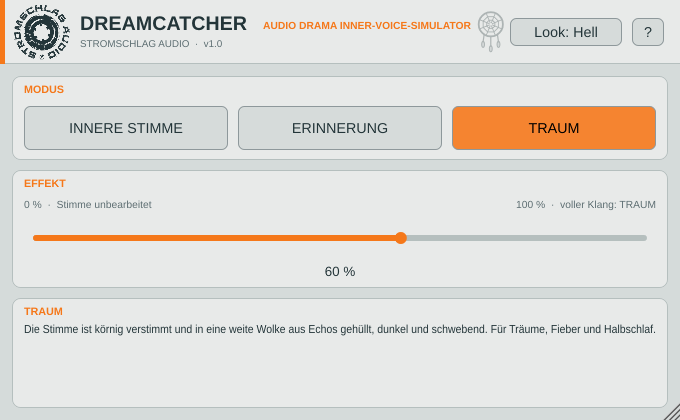 STROMSCHLAG AUDIO
DREAMCATCHER
AUDIO DRAMA INNER-VOICE-SIMULATOR
Look: Hell
?
STROMSCHLAG AUDIO · v1.0
MODUS
INNERE STIMME
ERINNERUNG
TRAUM
EFFEKT
0 % · Stimme unbearbeitet
100 % · voller Klang: TRAUM
60 %
TRAUM
Die Stimme ist körnig verstimmt und in eine weite Wolke aus Echos gehüllt, dunkel und schwebend. Für Träume, Fieber und Halbschlaf.